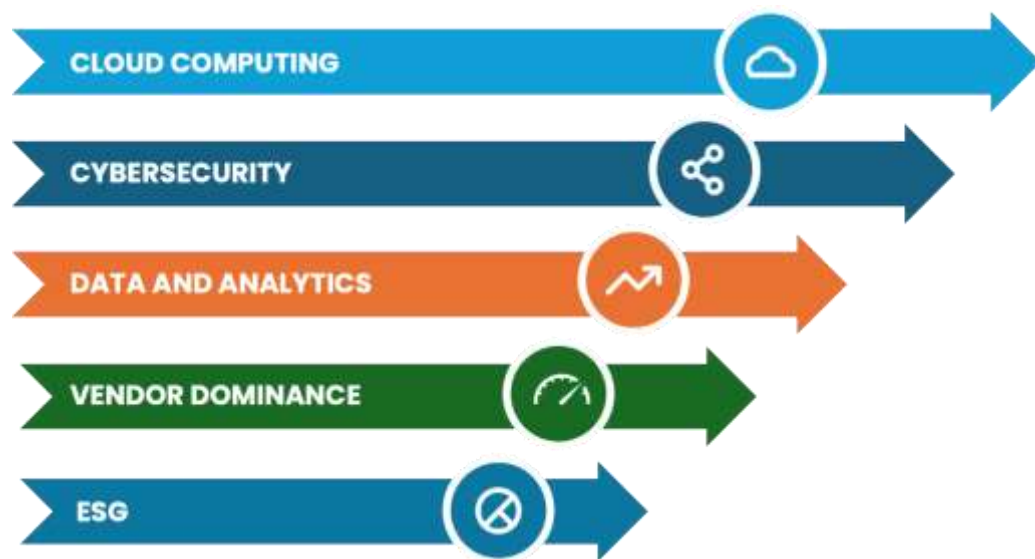 CLOUD COMPUTING
CYBERSECURITY
DATA AND ANALYTICS
VENDOR DOMINANCE
ESG